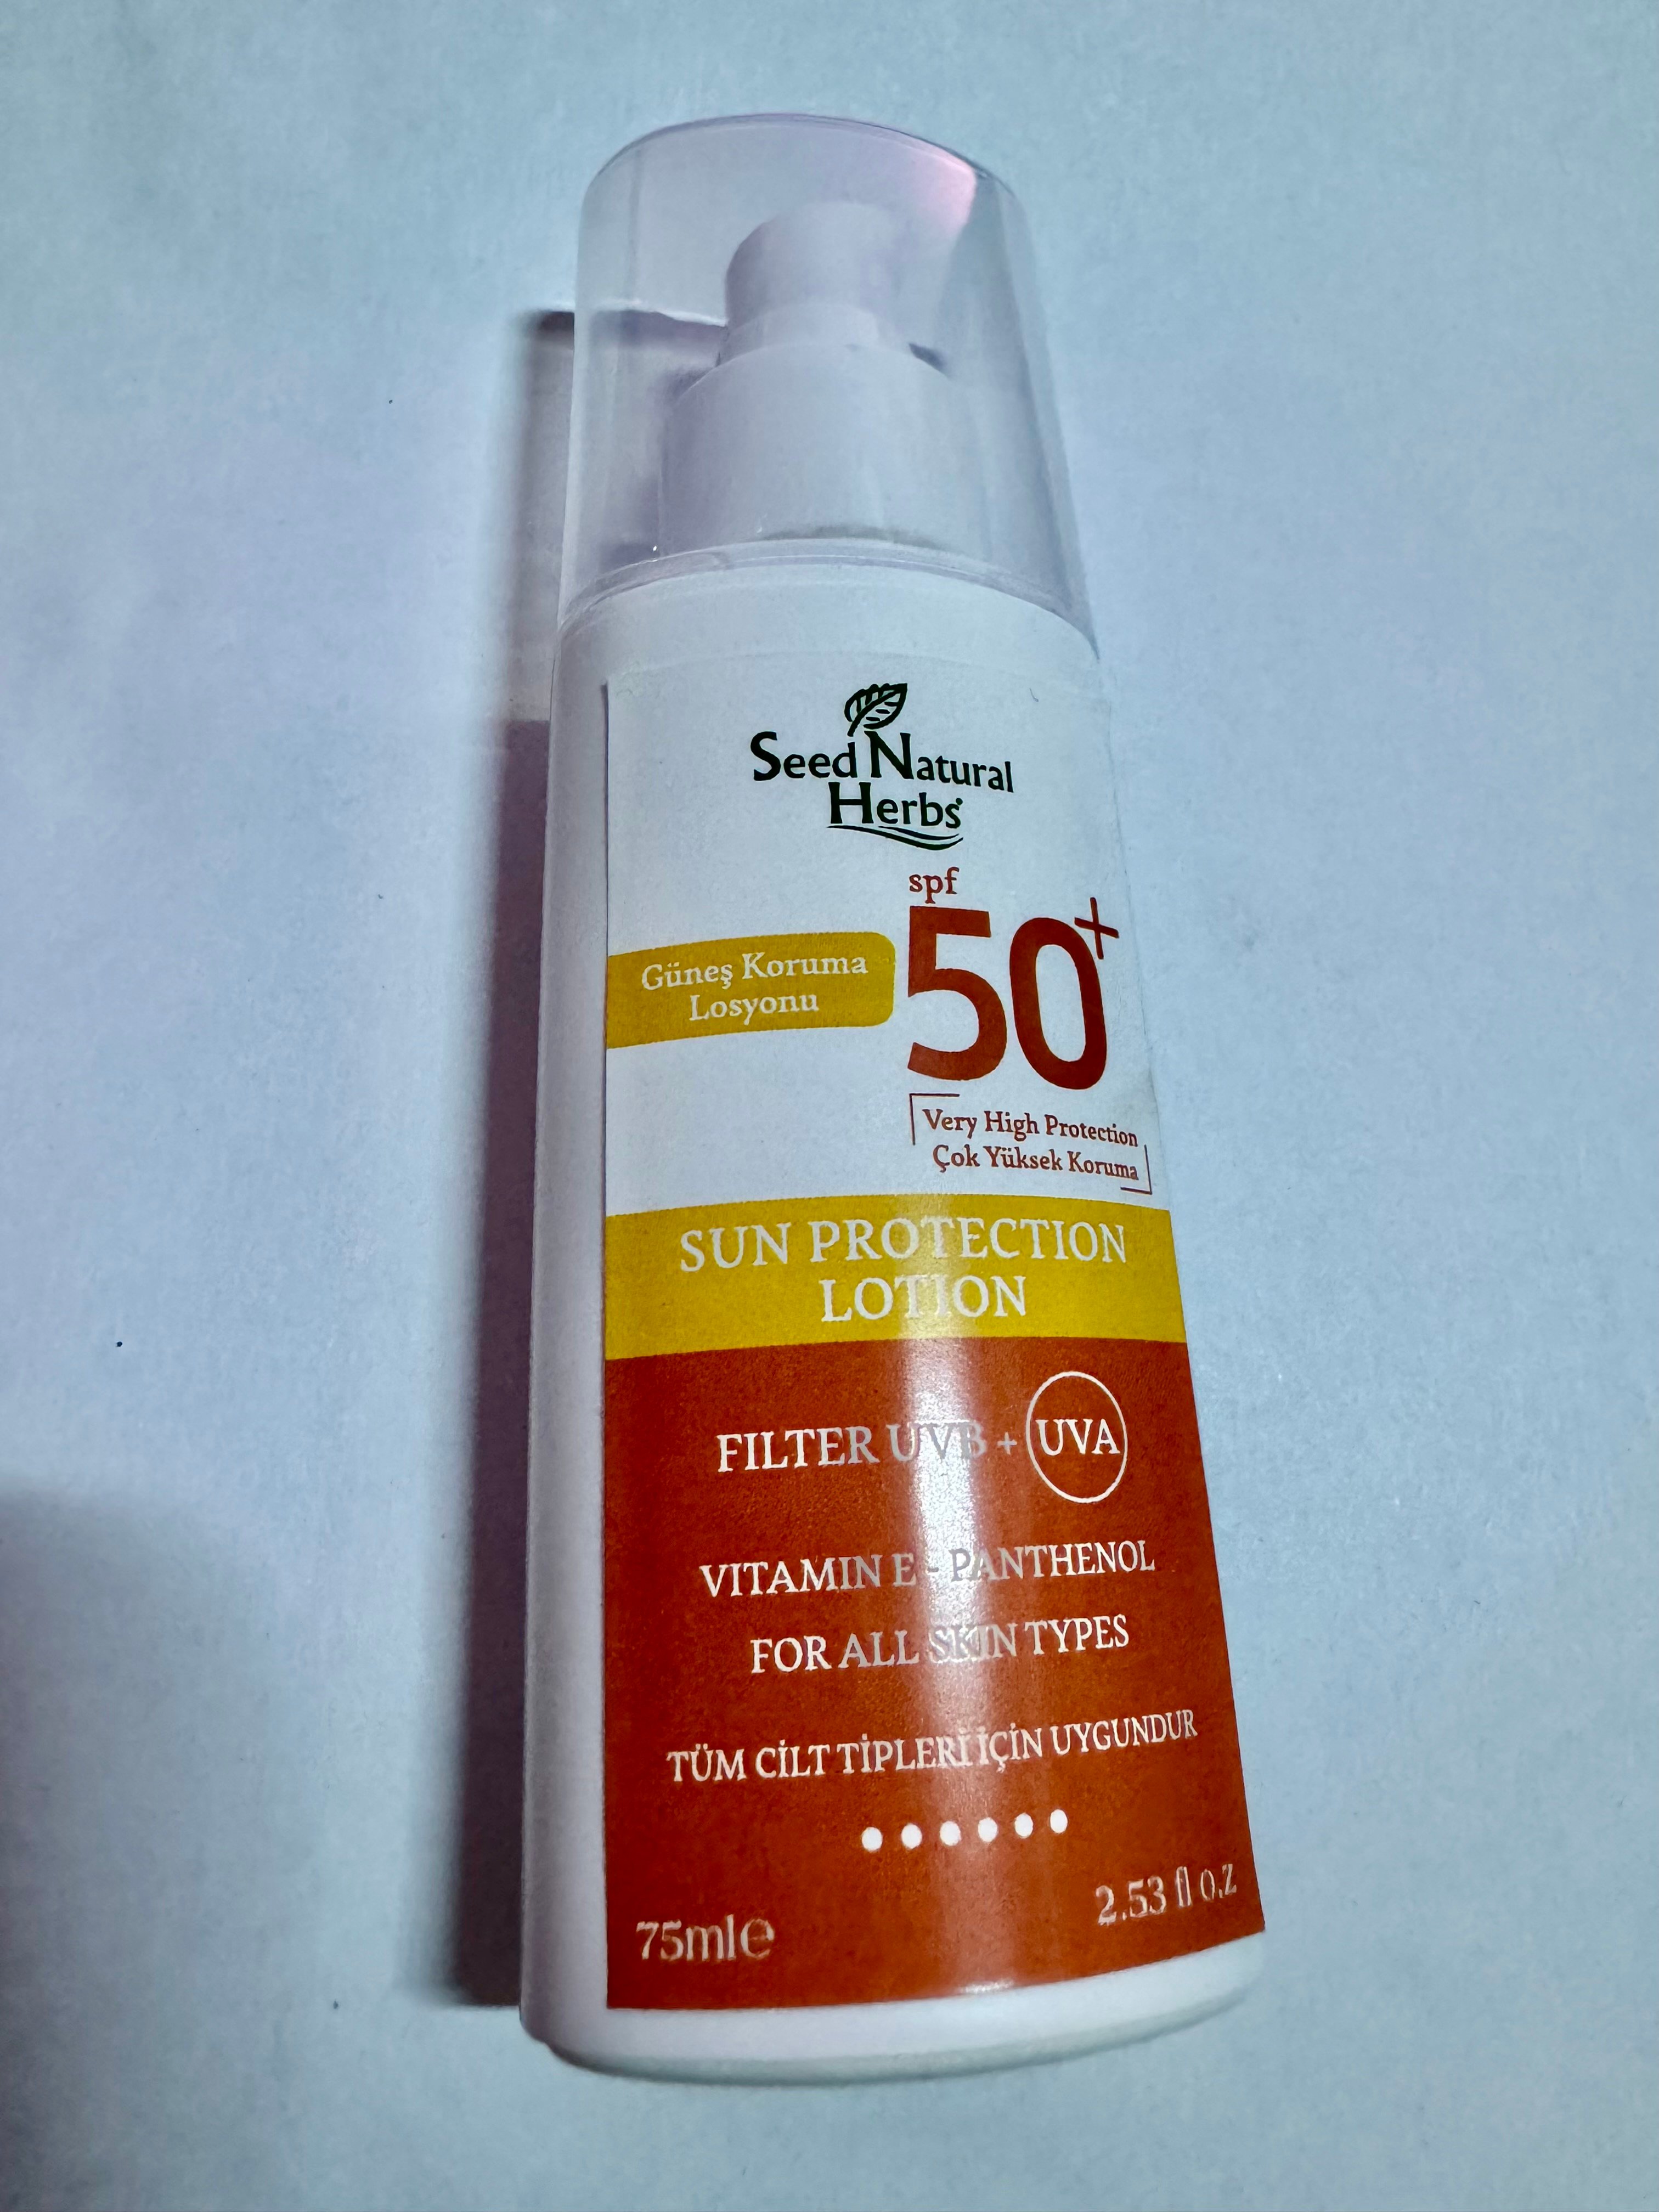 Seed Natural
Herbs
spf
50+
Güneş Koruma
Losyonu
Very High Protection
Çok Yüksek Koruma
SUN PROTECTION
LOTION
FILTER UVB + UVA
VITAMIN E - PANTHENOL
FOR ALL SKIN TYPES
TÜM CİLT TİPLERİ İÇİN UYGUNDUR
75ml℮
2.53 fl o.z